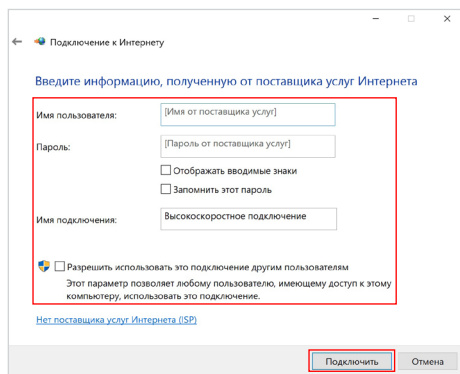 Подключение к Интернету
Введите информацию, полученную от поставщика услуг Интернета
Имя пользователя: [Имя от поставщика услуг]
Пароль: [Пароль от поставщика услуг]
Отображать вводимые знаки
Запомнить этот пароль
Имя подключения: Высокоскоростное подключение
Разрешить использовать это подключение другим пользователям
Этот параметр позволяет любому пользователю, имеющему доступ к этому
компьютеру, использовать это подключение.
Нет поставщика услуг Интернета (ISP)
Подключить Отмена